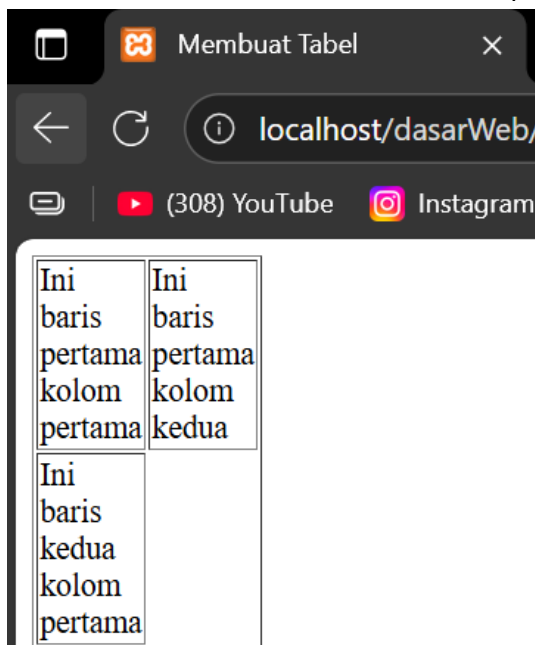 Membuat Tabel
localhost/dasarWeb/
(308) YouTube
Instagram
Ini
baris
pertama
kolom
pertama
Ini
baris
pertama
kolom
kedua
Ini
baris
kedua
kolom
pertama